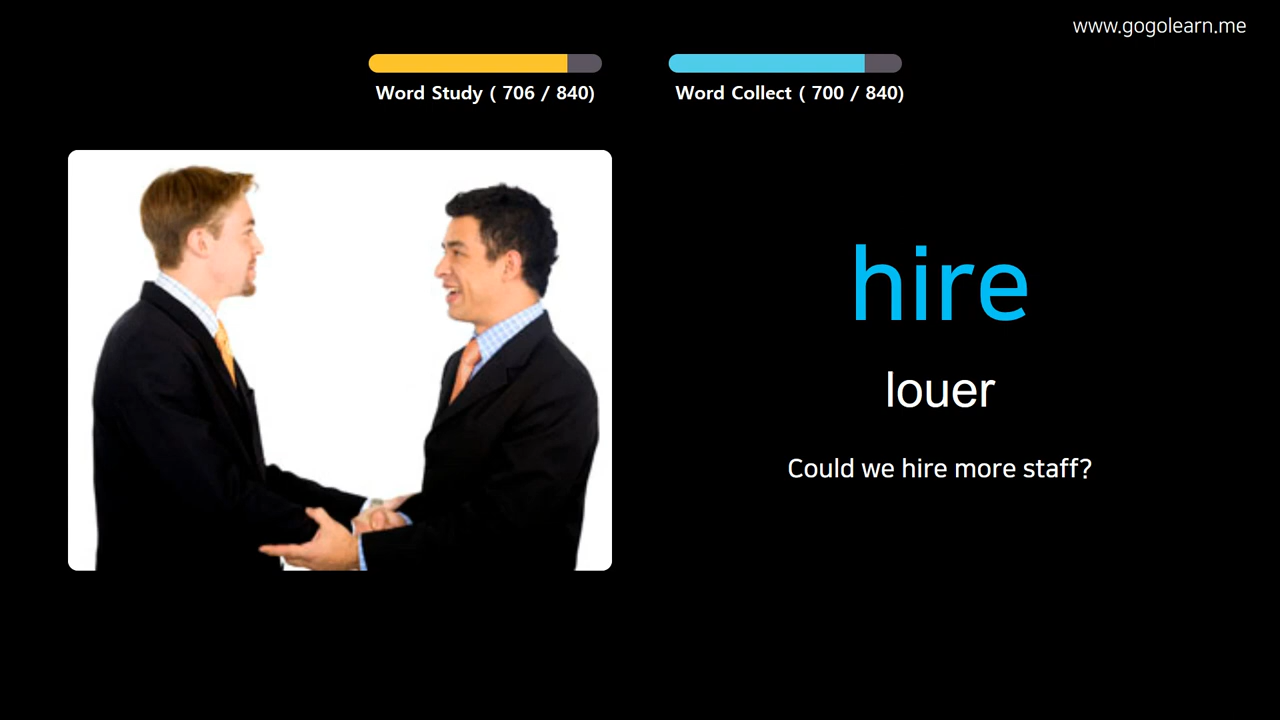 www.gogolearn.me
Word Study ( 706 / 840)
Word Collect ( 700 / 840)
hire
louer
Could we hire more staff?